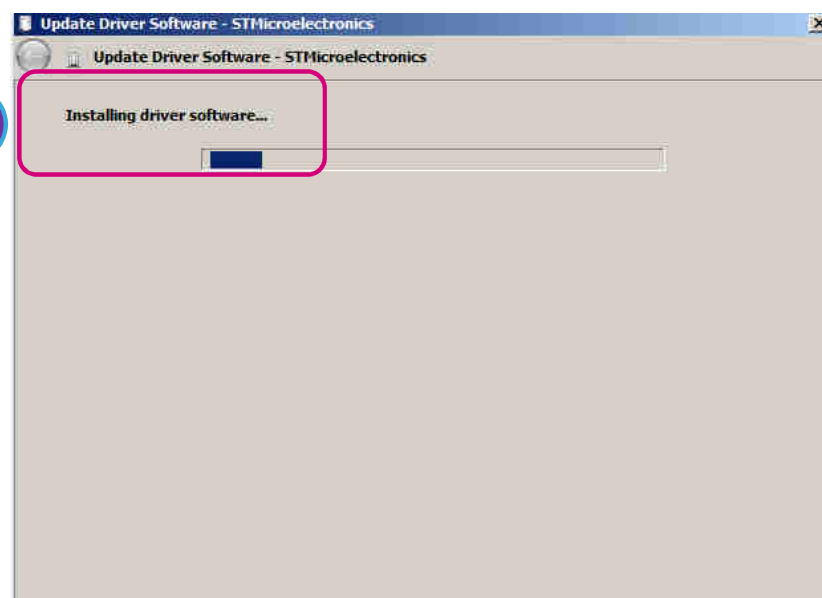 Update Driver Software - STMicroelectronics
Update Driver Software - STMicroelectronics
Installing driver software...